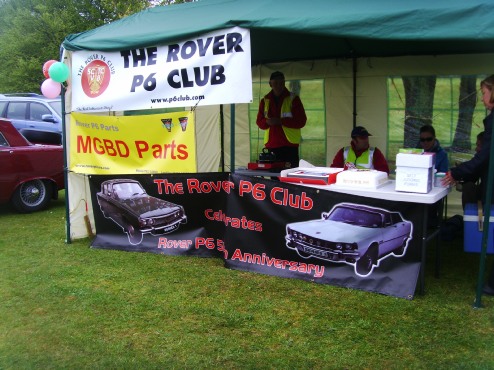 THE ROVER
P6 CLUB
www.p6club.com
Rover P6 Parts
MGBD Parts
The Rover P6 Club
Celebrates
Rover P6 50 Anniversary